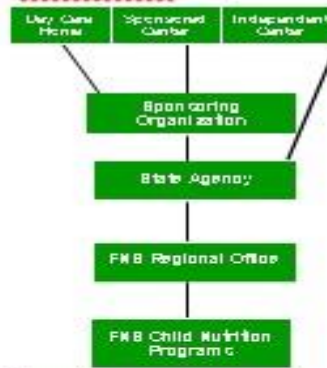 Day Care
Home
Sponsored
Center
Independent
Center
Sponsoring
Organization
State Agency
FNS Regional Office
FNS Child Nutrition
Programs